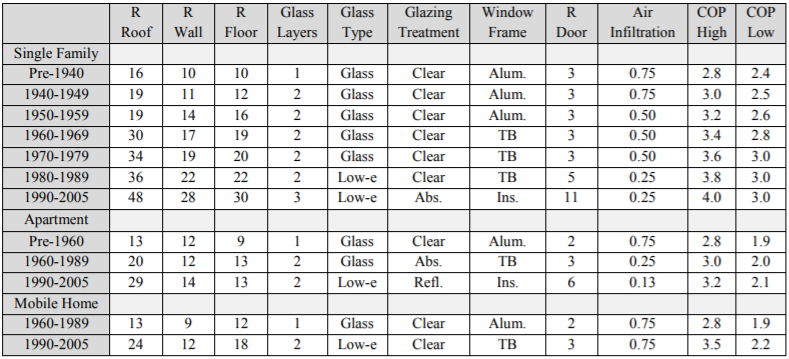 R R R Glass Glass Glazing Window R Air COP COP
Roof Wall Floor Layers Type Treatment Frame Door Infiltration High Low
Single Family
Pre-1940 16 10 10 1 Glass Clear Alum. 3 0.75 2.8 2.4
1940-1949 19 11 12 2 Glass Clear Alum. 3 0.75 3.0 2.5
1950-1959 19 14 16 2 Glass Clear Alum. 3 0.50 3.2 2.6
1960-1969 30 17 19 2 Glass Clear TB 3 0.50 3.4 2.8
1970-1979 34 19 20 2 Glass Clear TB 3 0.50 3.6 3.0
1980-1989 36 22 22 2 Low-e Clear TB 5 0.25 3.8 3.0
1990-2005 48 28 30 3 Low-e Abs. Ins. 11 0.25 4.0 3.0
Apartment
Pre-1960 13 12 9 1 Glass Clear Alum. 2 0.75 2.8 1.9
1960-1989 20 12 13 2 Glass Abs. TB 3 0.25 3.0 2.0
1990-2005 29 14 13 2 Low-e Refl. Ins. 6 0.13 3.2 2.1
Mobile Home
1960-1989 13 9 12 1 Glass Clear Alum. 2 0.75 2.8 1.9
1990-2005 24 12 18 2 Low-e Clear TB 3 0.75 3.5 2.2